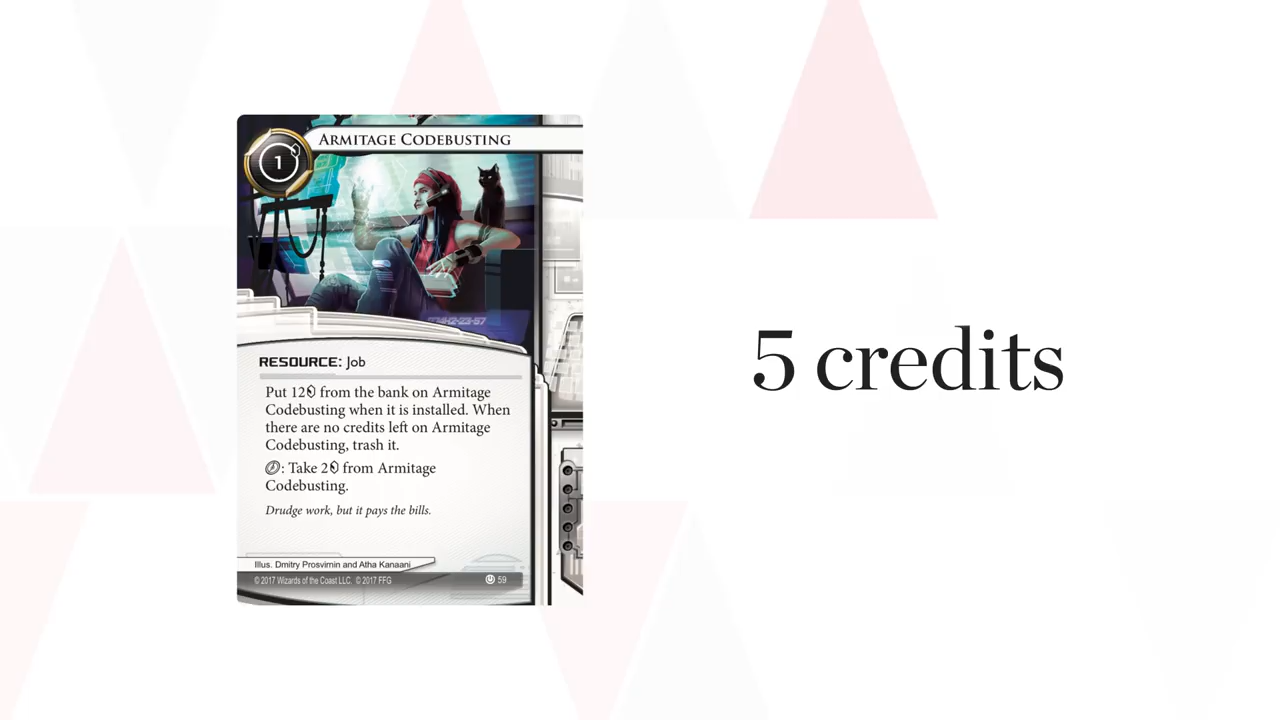 1
ARMITAGE CODEBUSTING
RESOURCE: Job
Put 12 from the bank on Armitage
Codebusting when it is installed. When
there are no credits left on Armitage
Codebusting, trash it.
: Take 2 from Armitage
Codebusting.
Drudge work, but it pays the bills.
Illus. Dmitry Prosvimin and Atha Kanaani
© 2017 Wizards of the Coast LLC. © 2017 FFG
59
5 credits